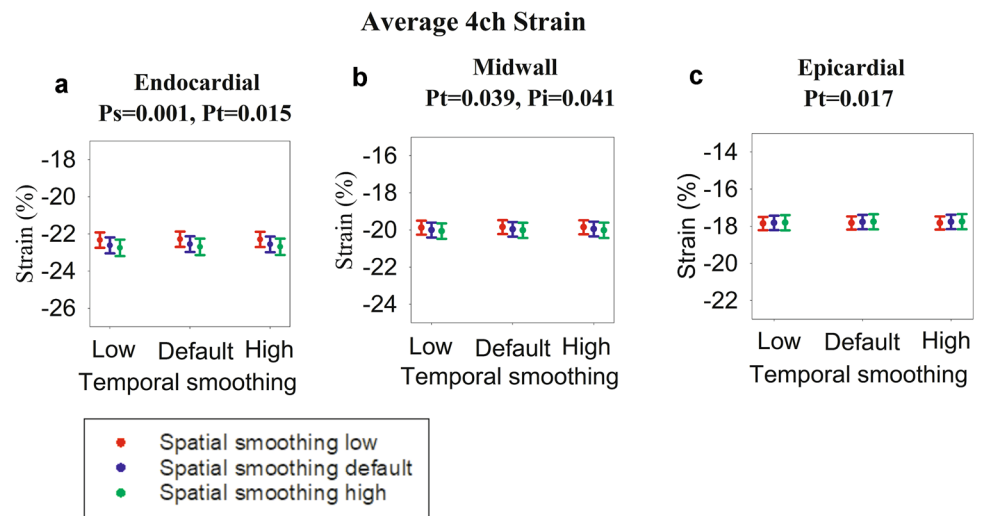 Average 4ch Strain
a
Endocardial
Ps=0.001, Pt=0.015
Strain (%)
-18
-20
-22
-24
-26
Low Default High
Temporal smoothing
b
Midwall
Pt=0.039, Pi=0.041
Strain (%)
-16
-18
-20
-22
-24
Low Default High
Temporal smoothing
c
Epicardial
Pt=0.017
Strain (%)
-14
-16
-18
-20
-22
Low Default High
Temporal smoothing
Spatial smoothing low
Spatial smoothing default
Spatial smoothing high